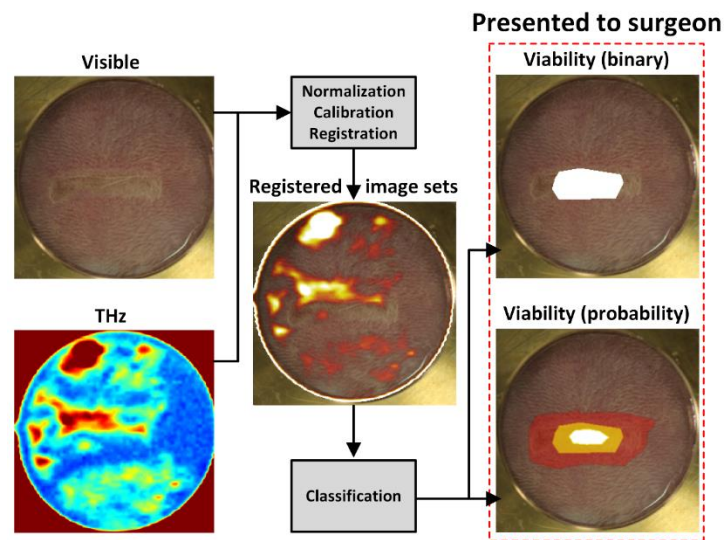 Presented to surgeon
Visible
Normalization
Calibration
Registration
Viability (binary)
Registered image sets
THz
Viability (probability)
Classification